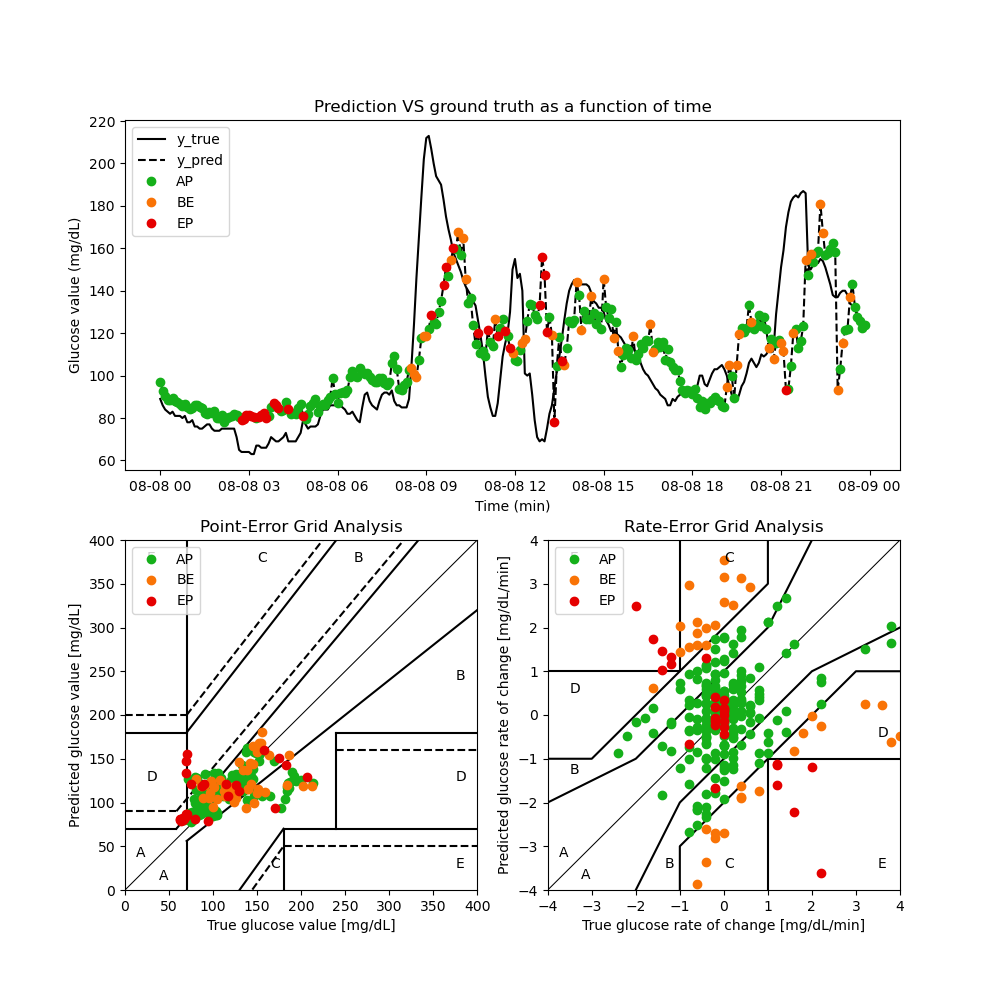 Prediction VS ground truth as a function of time
Glucose value (mg/dL)
220
200
180
160
140
120
100
80
60
y_true
y_pred
AP
BE
EP
08-08 00 08-08 03 08-08 06 08-08 09 08-08 12 08-08 15 08-08 18 08-08 21 08-09 00
Time (min)
Point-Error Grid Analysis
Predicted glucose value [mg/dL]
400
350
300
250
200
150
100
50
0
AP
BE
EP
C B
B
D D
A
A
C E
0 50 100 150 200 250 300 350 400
True glucose value [mg/dL]
Rate-Error Grid Analysis
Predicted glucose rate of change [mg/dL/min]
4
3
2
1
0
−1
−2
−3
−4
AP
BE
EP
C
D
D
B
A
A
B C E
−4 −3 −2 −1 0 1 2 3 4
True glucose rate of change [mg/dL/min]